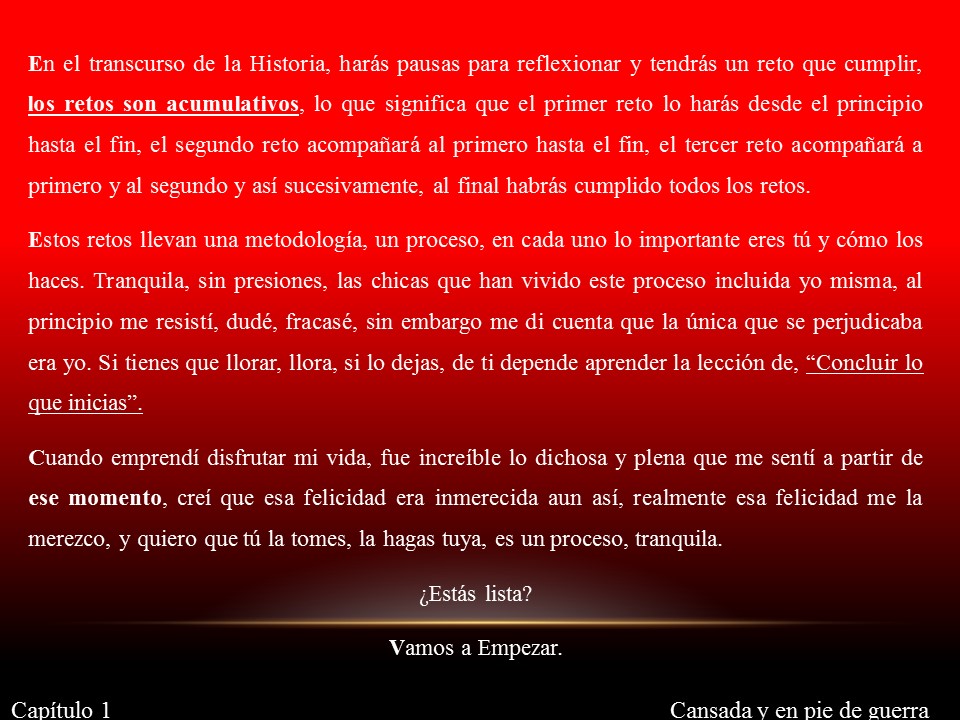 En el transcurso de la Historia, harás pausas para reflexionar y tendrás un reto que cumplir,
los retos son acumulativos, lo que significa que el primer reto lo harás desde el principio
hasta el fin, el segundo reto acompañará al primero hasta el fin, el tercer reto acompañará a
primero y al segundo y así sucesivamente, al final habrás cumplido todos los retos.
Estos retos llevan una metodología, un proceso, en cada uno lo importante eres tú y cómo los
haces. Tranquila, sin presiones, las chicas que han vivido este proceso incluida yo misma, al
principio me resistí, dudé, fracasé, sin embargo me di cuenta que la única que se perjudicaba
era yo. Si tienes que llorar, llora, si lo dejas, de ti depende aprender la lección de, “Concluir lo
que inicias”.
Cuando emprendí disfrutar mi vida, fue increíble lo dichosa y plena que me sentí a partir de
ese momento, creí que esa felicidad era inmerecida aun así, realmente esa felicidad me la
merezco, y quiero que tú la tomes, la hagas tuya, es un proceso, tranquila.
¿Estás lista?
Vamos a Empezar.
Capítulo 1 Cansada y en pie de guerra